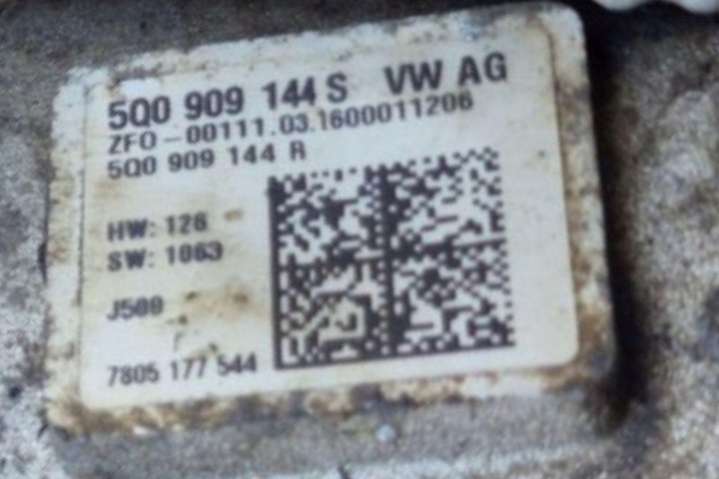 5Q0 909 144 S VW AG
ZFO-00111.03.1600011206
5Q0 909 144 R
HW: 126
SW: 1063
J500
7805 177 544